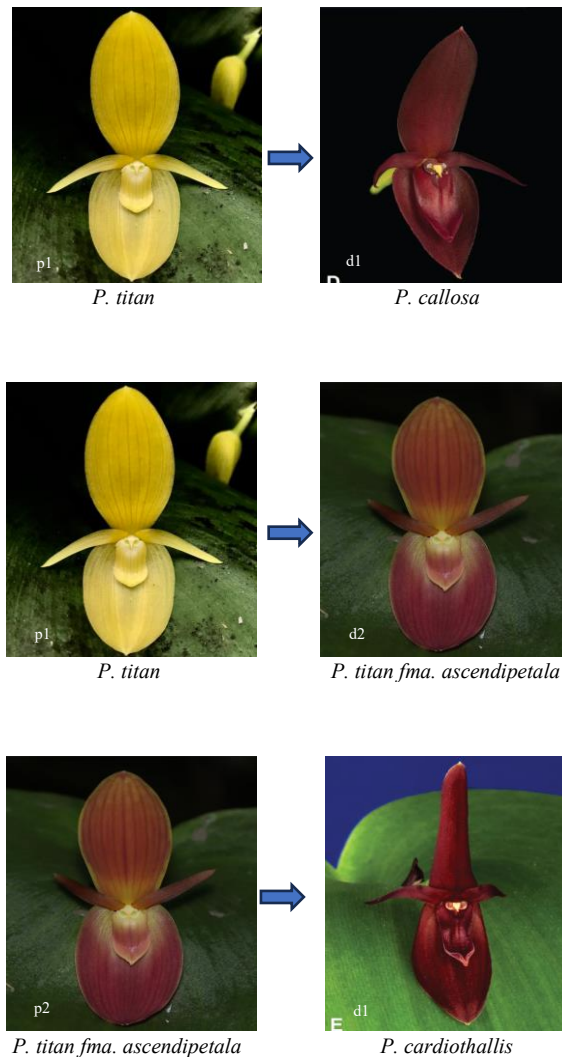 p1
D
d1
P. titan
P. callosa
p1
d2
P. titan
P. titan fma. ascendipetala
p2
E
d1
P. titan fma. ascendipetala
P. cardiothallis